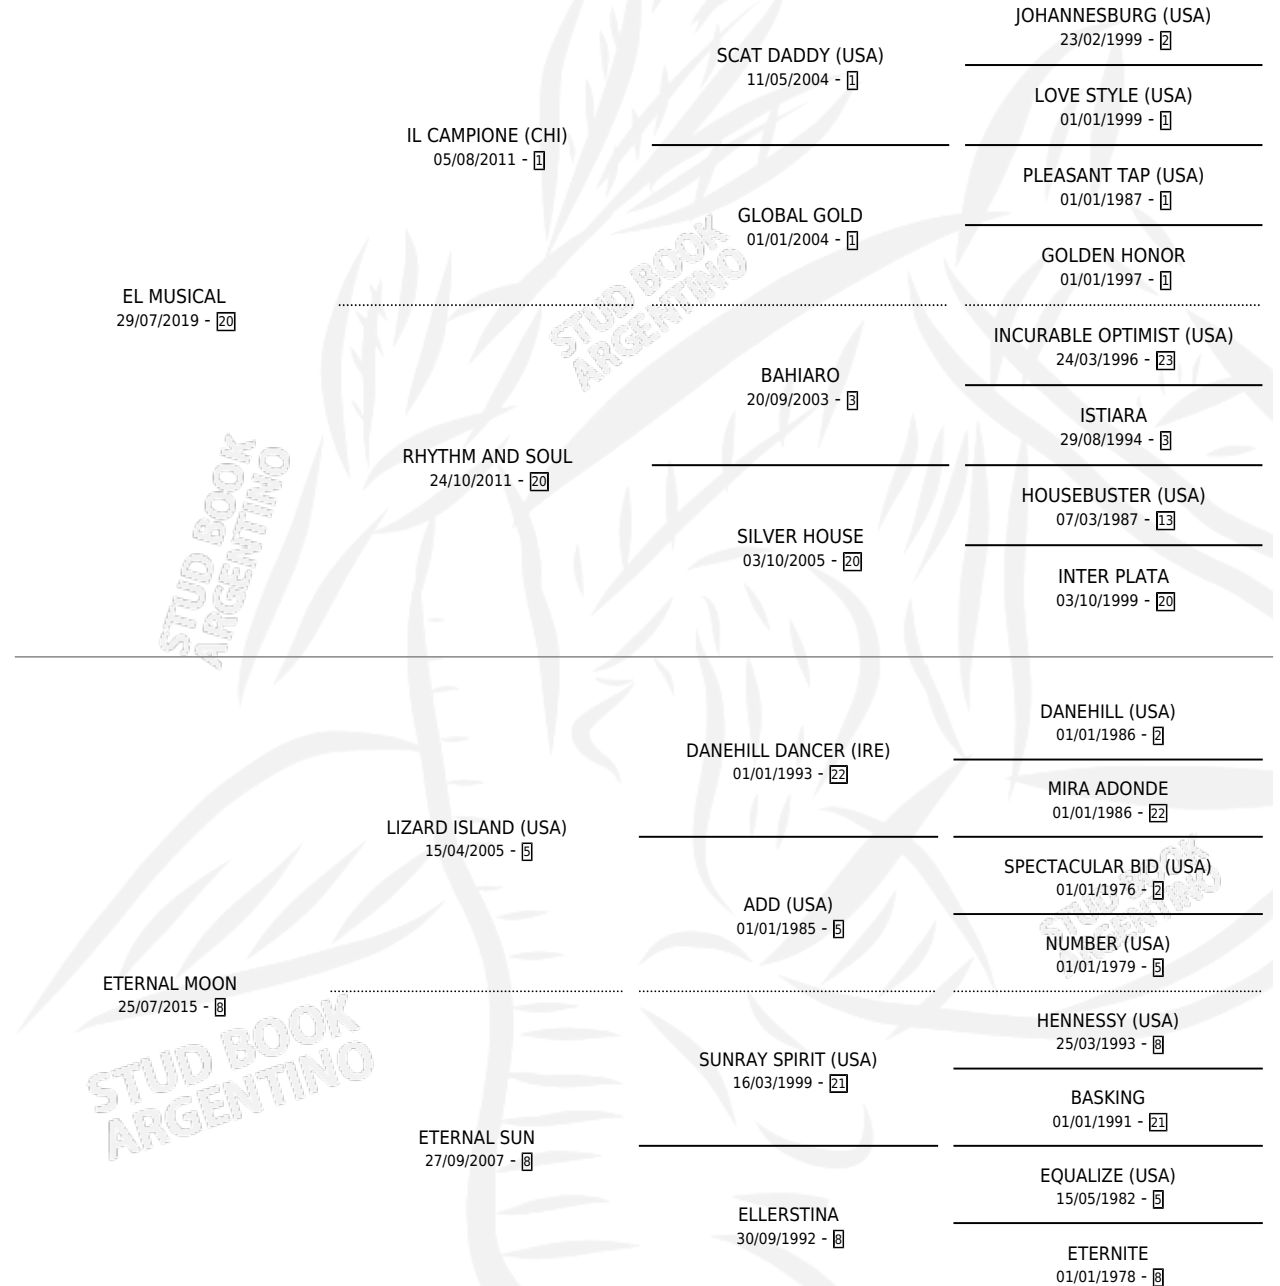 JOHANNESBURG (USA)
23/02/1999 - 2
SCAT DADDY (USA)
11/05/2004 - 1
LOVE STYLE (USA)
01/01/1999 - 1
IL CAMPIONE (CHI)
05/08/2011 - 1
PLEASANT TAP (USA)
01/01/1987 - 1
GLOBAL GOLD
01/01/2004 - 1
GOLDEN HONOR
01/01/1997 - 1
EL MUSICAL
29/07/2019 - 20
INCURABLE OPTIMIST (USA)
24/03/1996 - 23
BAHIARO
20/09/2003 - 3
ISTIARA
29/08/1994 - 3
RHYTHM AND SOUL
24/10/2011 - 20
HOUSEBUSTER (USA)
07/03/1987 - 13
SILVER HOUSE
03/10/2005 - 20
INTER PLATA
03/10/1999 - 20
STUD BOOK
ARGENTINO
STUD BOOK
ARGENTINO
DANEHILL (USA)
01/01/1986 - 2
DANEHILL DANCER (IRE)
01/01/1993 - 22
MIRA ADONDE
01/01/1986 - 22
LIZARD ISLAND (USA)
15/04/2005 - 5
SPECTACULAR BID (USA)
01/01/1976 - 2
ADD (USA)
01/01/1985 - 5
NUMBER (USA)
01/01/1979 - 5
ETERNAL MOON
25/07/2015 - 8
HENNESSY (USA)
25/03/1993 - 8
SUNRAY SPIRIT (USA)
16/03/1999 - 21
BASKING
01/01/1991 - 21
ETERNAL SUN
27/09/2007 - 8
EQUALIZE (USA)
15/05/1982 - 5
ELLERSTINA
30/09/1992 - 8
ETERNITE
01/01/1978 - 8
STUD BOOK
ARGENTINO
STUD BOOK
ARGENTINO